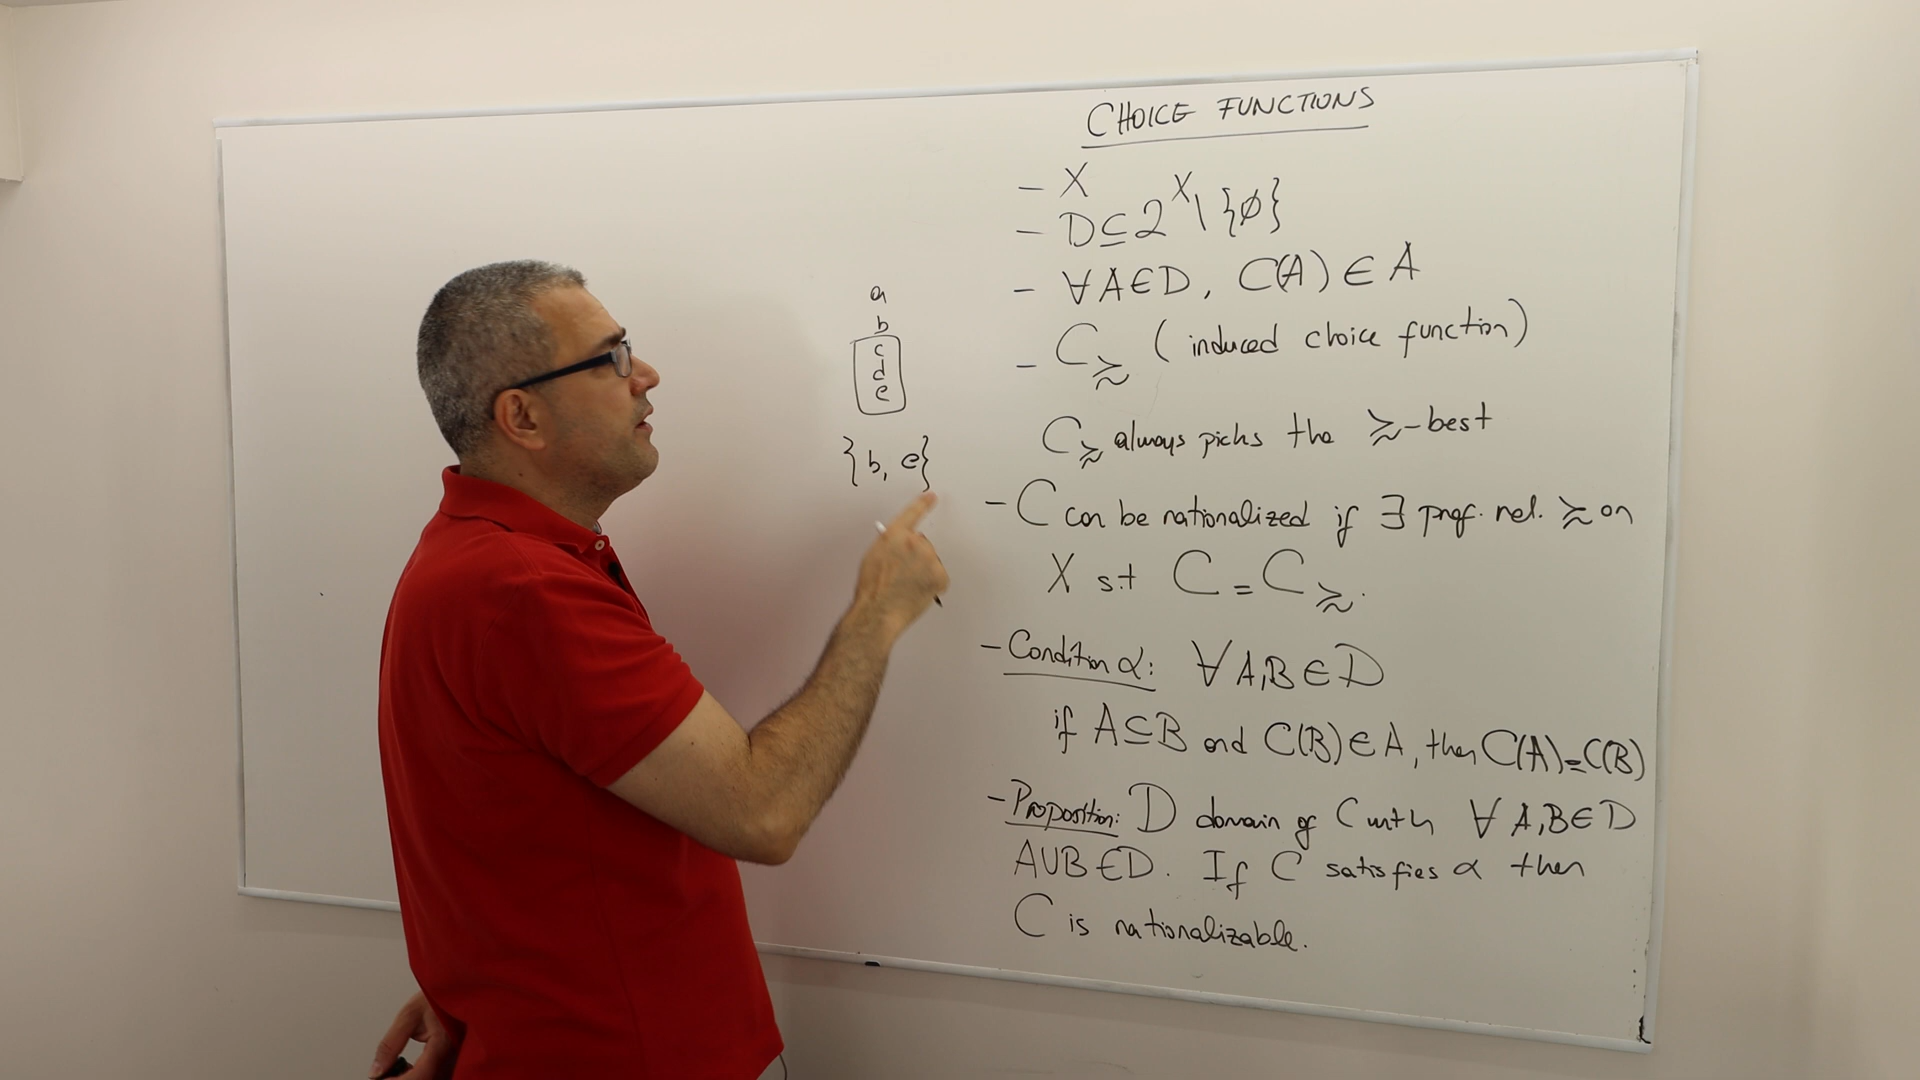 CHOICE FUNCTIONS
- X
- D ⊆ 2^X \ {∅}
- ∀A∈D, C(A) ∈ A
- C≿ (induced choice function)
C≿ always picks the ≿-best
- C can be rationalized if ∃ pref. rel. ≿ on
X s.t C = C≿.
- Condition α: ∀ A,B ∈ D
if A⊆B and C(B) ∈ A, then C(A)=C(B)
- Proposition: D domain of C with ∀ A,B∈D
A∪B∈D. If C satisfies α then
C is rationalizable.
a
b
c
d
e
{b, e}